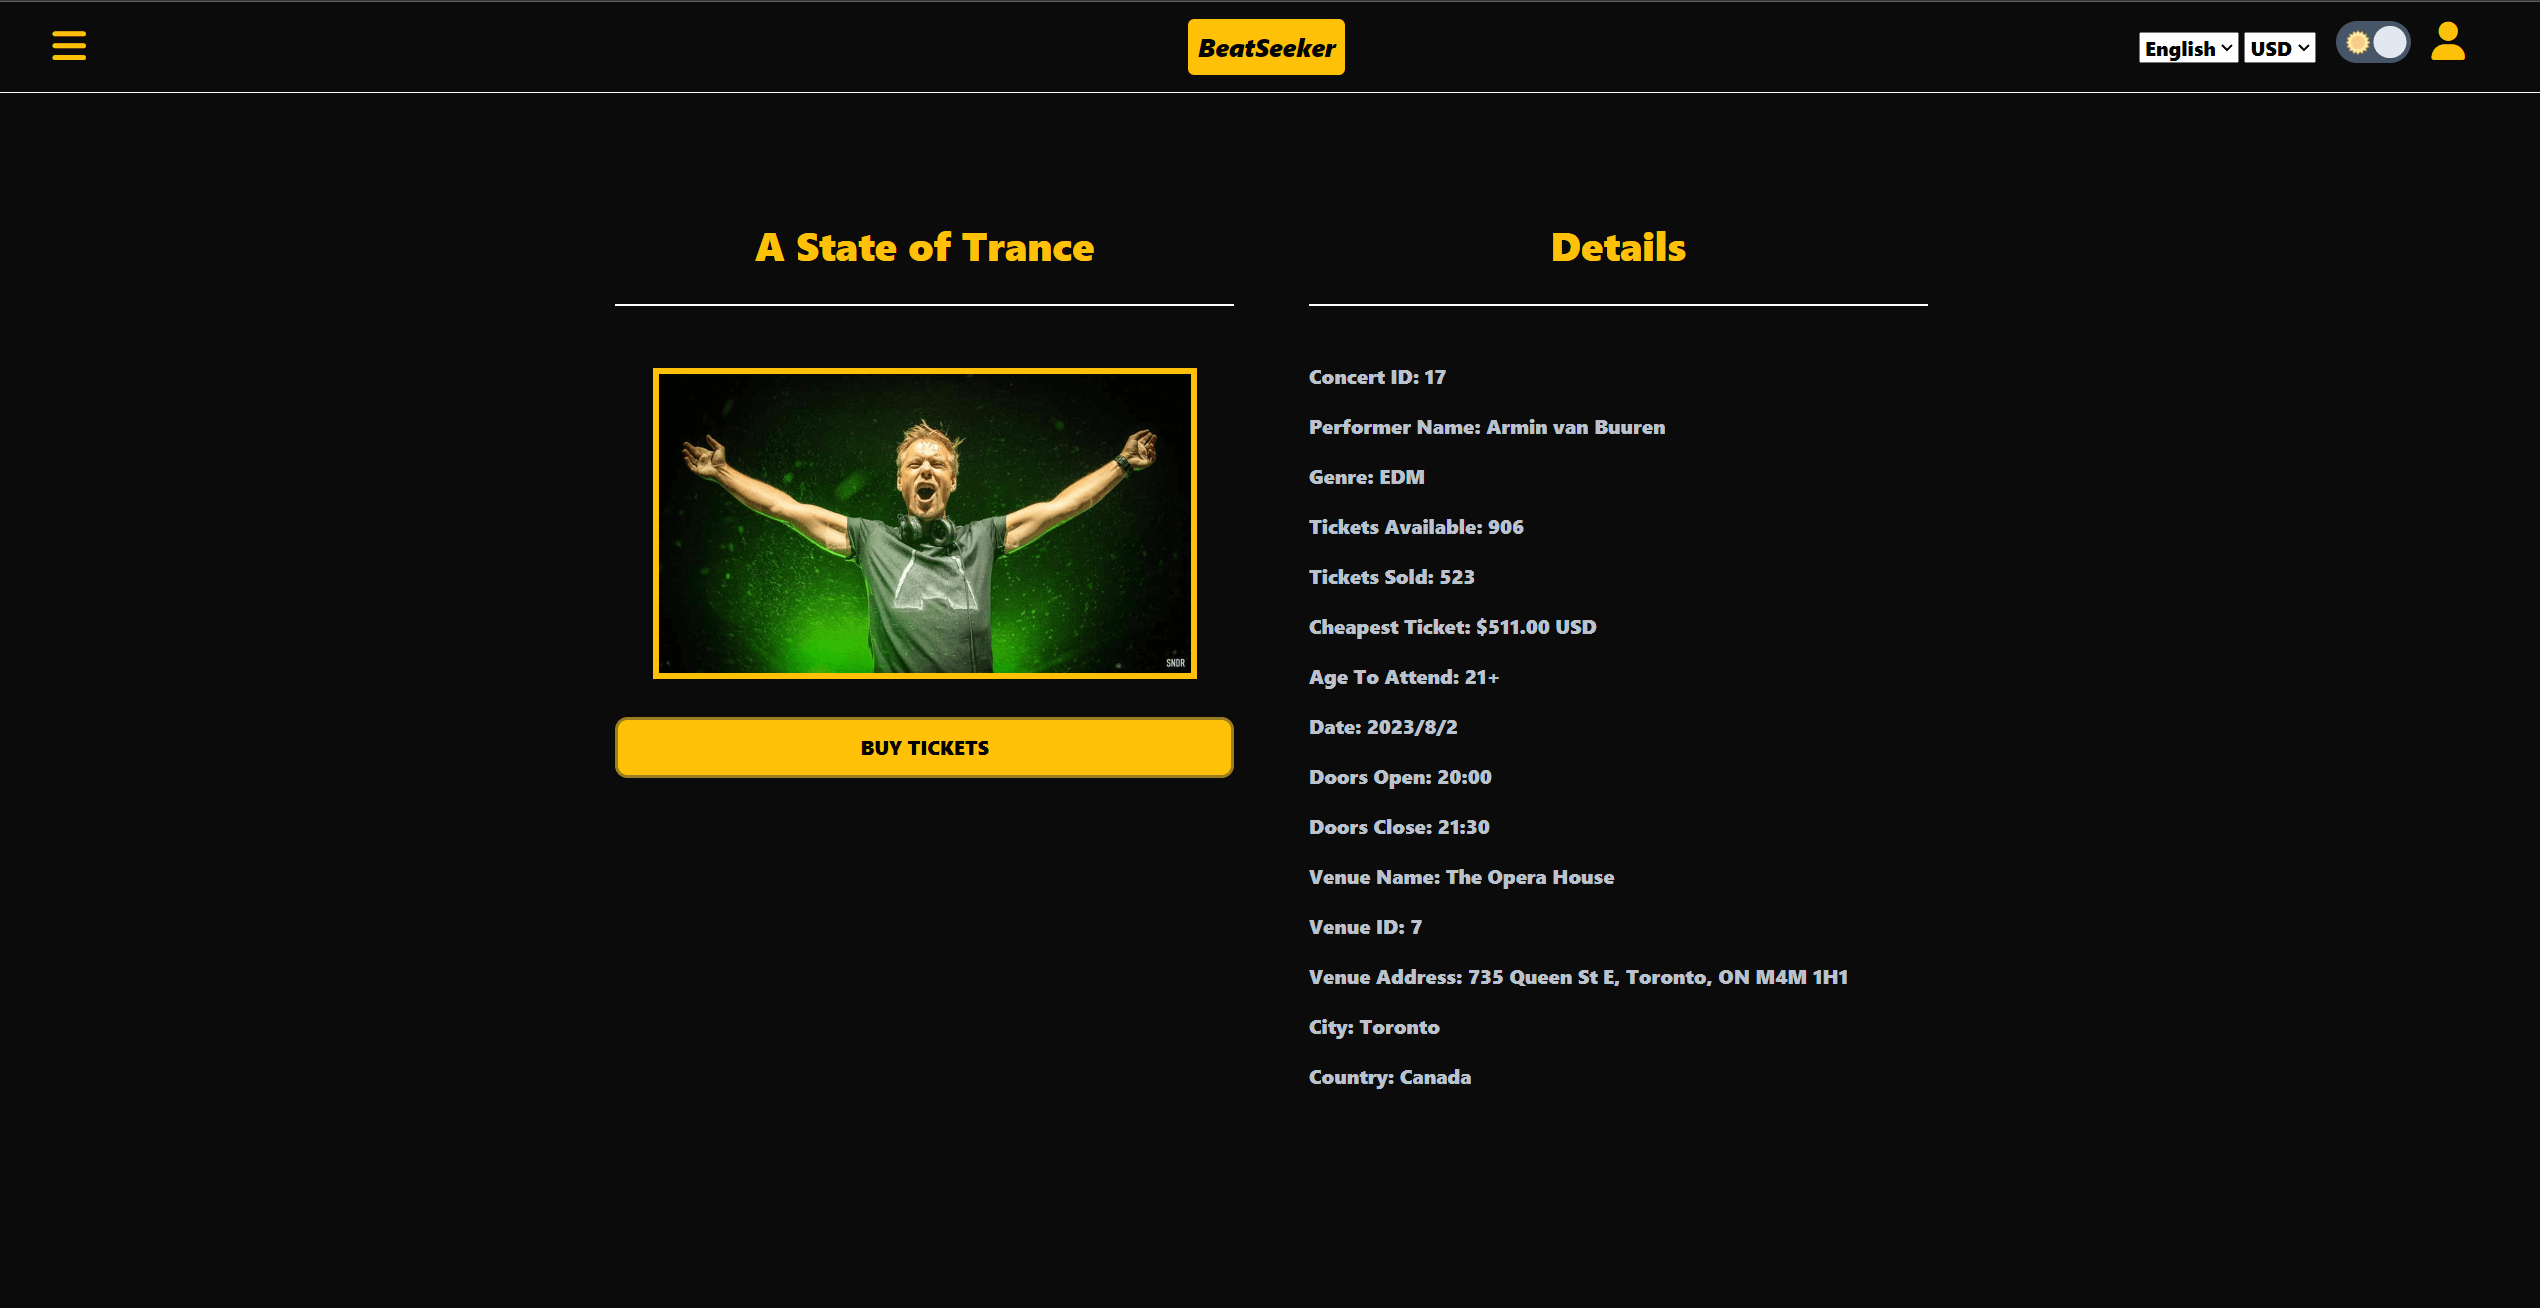 BeatSeeker
English USD
A State of Trance
SNDR
BUY TICKETS
Details
Concert ID: 17
Performer Name: Armin van Buuren
Genre: EDM
Tickets Available: 906
Tickets Sold: 523
Cheapest Ticket: $511.00 USD
Age To Attend: 21+
Date: 2023/8/2
Doors Open: 20:00
Doors Close: 21:30
Venue Name: The Opera House
Venue ID: 7
Venue Address: 735 Queen St E, Toronto, ON M4M 1H1
City: Toronto
Country: Canada